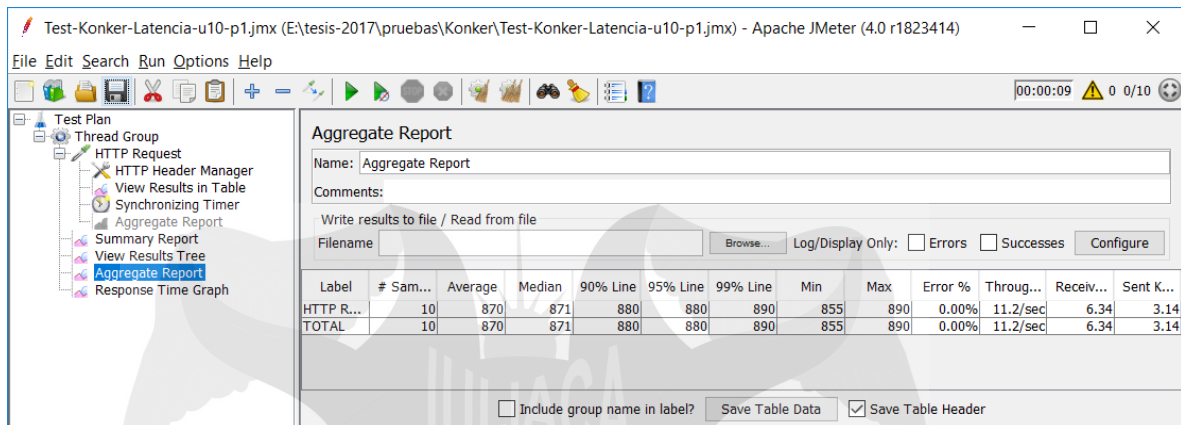 Test-Konker-Latencia-u10-p1.jmx (E:\tesis-2017\pruebas\Konker\Test-Konker-Latencia-u10-p1.jmx) - Apache JMeter (4.0 r1823414)
File Edit Search Run Options Help
00:00:09 0 0/10
Test Plan
Thread Group
HTTP Request
HTTP Header Manager
View Results in Table
Synchronizing Timer
Aggregate Report
Summary Report
View Results Tree
Aggregate Report
Response Time Graph
Aggregate Report
Name: Aggregate Report
Comments:
Write results to file / Read from file
Filename Browse... Log/Display Only: Errors Successes Configure
Label # Sam... Average Median 90% Line 95% Line 99% Line Min Max Error % Throug... Receiv... Sent K...
HTTP R... 10 870 871 880 880 890 855 890 0.00% 11.2/sec 6.34 3.14
TOTAL 10 870 871 880 880 890 855 890 0.00% 11.2/sec 6.34 3.14
JULIACA
Include group name in label? Save Table Data Save Table Header